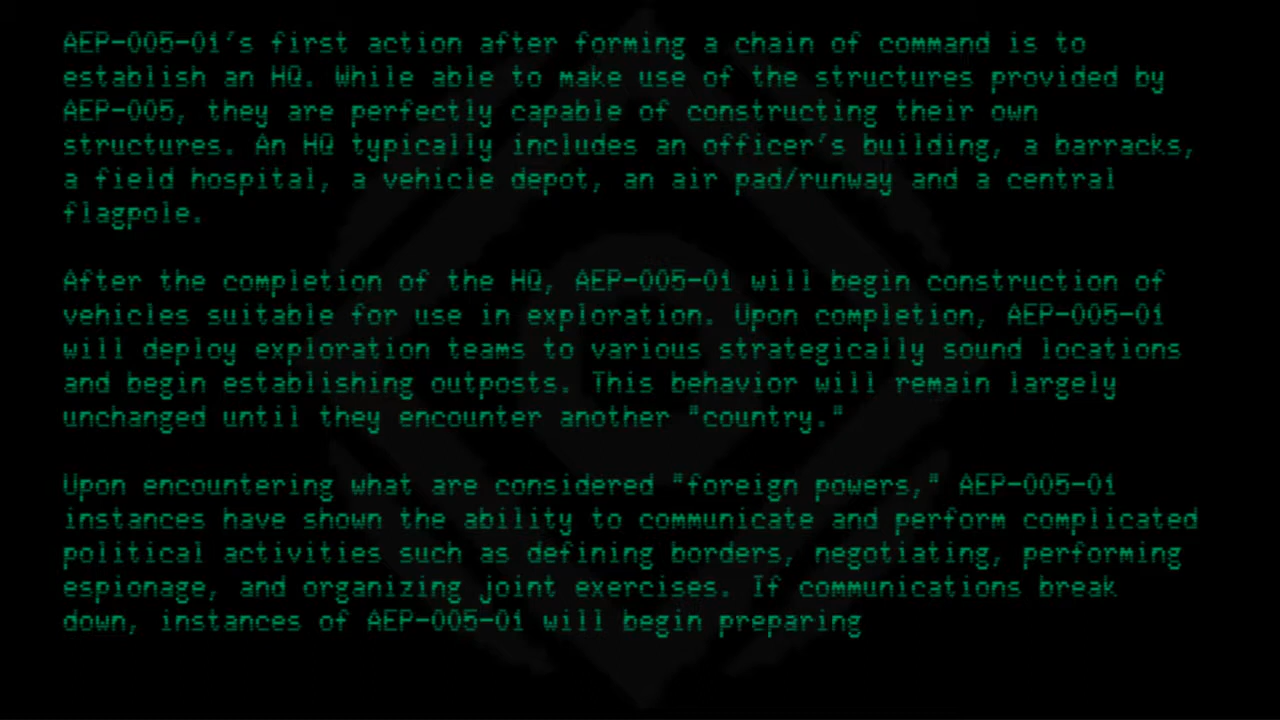 AEP-005-01's first action after forming a chain of command is to
establish an HQ. While able to make use of the structures provided by
AEP-005, they are perfectly capable of constructing their own
structures. An HQ typically includes an officer's building, a barracks,
a field hospital, a vehicle depot, an air pad/runway and a central
flagpole.
After the completion of the HQ, AEP-005-01 will begin construction of
vehicles suitable for use in exploration. Upon completion, AEP-005-01
will deploy exploration teams to various strategically sound locations
and begin establishing outposts. This behavior will remain largely
unchanged until they encounter another "country."
Upon encountering what are considered "foreign powers," AEP-005-01
instances have shown the ability to communicate and perform complicated
political activities such as defining borders, negotiating, performing
espionage, and organizing joint exercises. If communications break
down, instances of AEP-005-01 will begin preparing